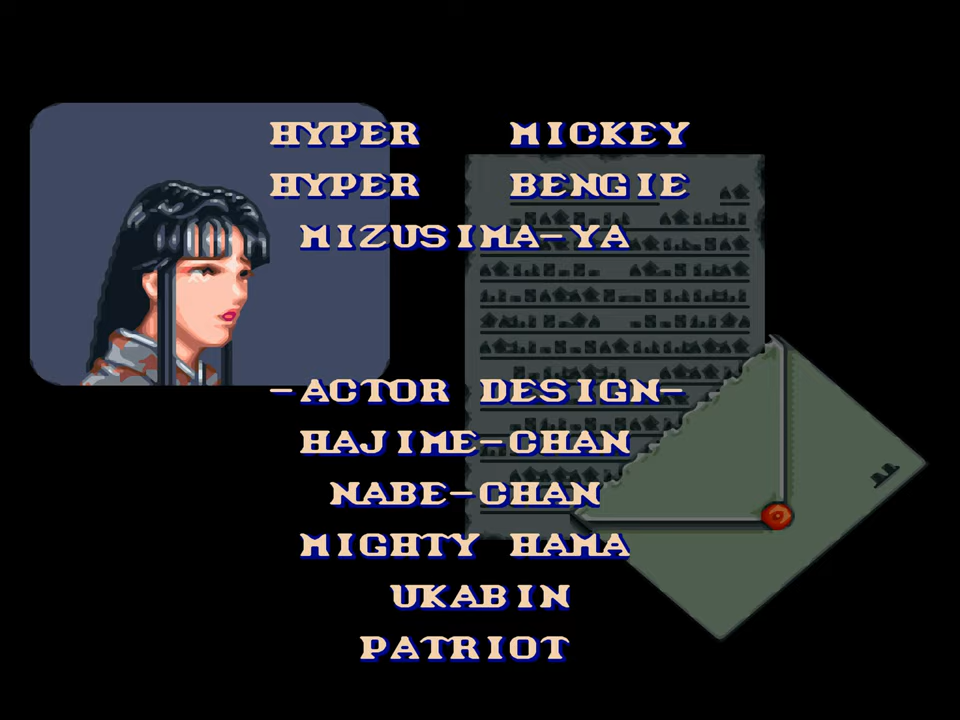 HYPER MICKEY
HYPER BENGIE
MIZUSIMA-YA
-ACTOR DESIGN-
HAJIME-CHAN
NABE-CHAN
MIGHTY HAMA
UKABIN
PATRIOT